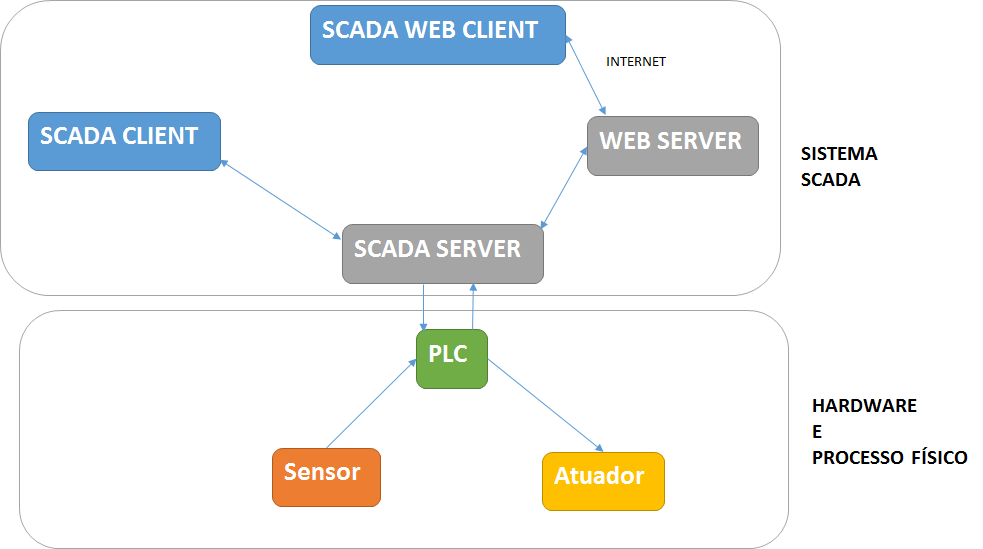 SCADA WEB CLIENT
INTERNET
SCADA CLIENT
WEB SERVER
SISTEMA
SCADA
SCADA SERVER
PLC
HARDWARE
E
PROCESSO FÍSICO
Sensor
Atuador